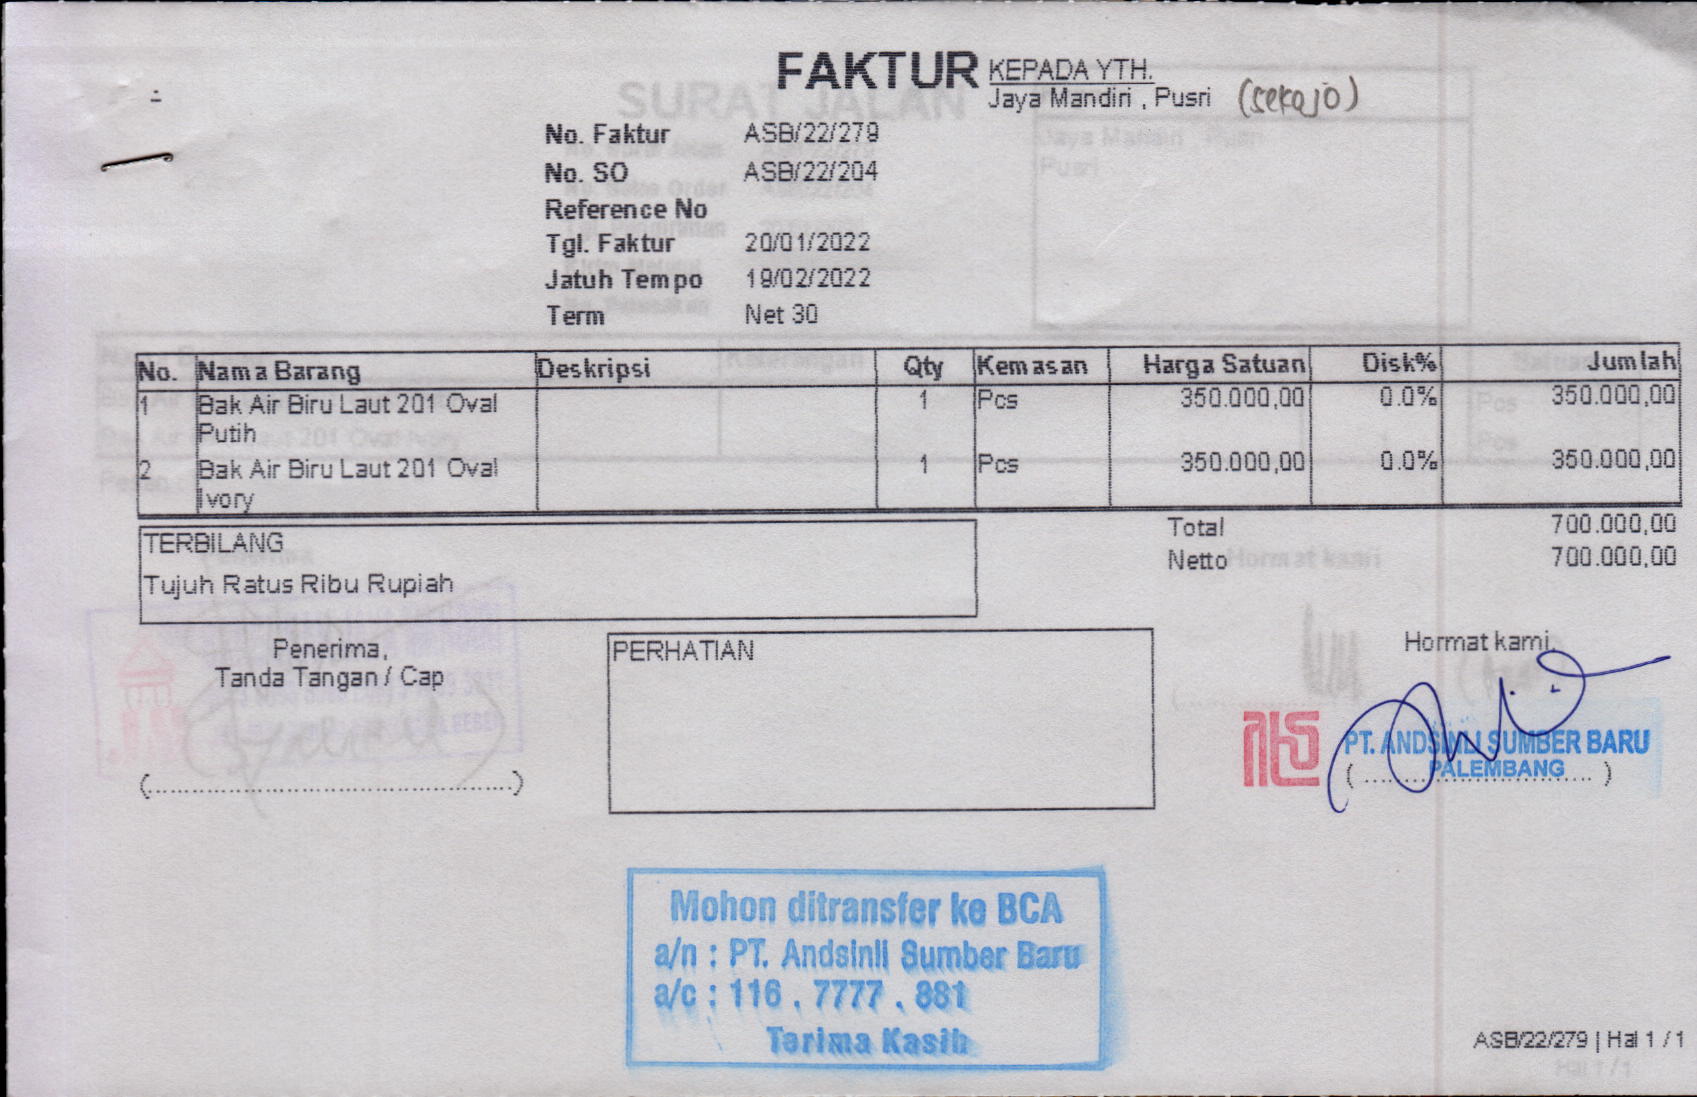 FAKTUR
KEPADA YTH.
Jaya Mandiri , Pusri (sekojo)
No. Faktur ASB/22/279
No. SO ASB/22/204
Reference No
Tgl. Faktur 20/01/2022
Jatuh Tempo 19/02/2022
Term Net 30
No. Nama Barang Deskripsi Qty Kemasan Harga Satuan Disk% Jumlah
1 Bak Air Biru Laut 201 Oval 1 Pcs 350.000,00 0.0% 350.000,00
Putih
2 Bak Air Biru Laut 201 Oval 1 Pcs 350.000,00 0.0% 350.000,00
Ivory
Total 700.000,00
Netto 700.000,00
TERBILANG
Tujuh Ratus Ribu Rupiah
Penerima,
Tanda Tangan / Cap
PERHATIAN
Hormat kami,
PT. ANDSINLI SUMBER BARU
PALEMBANG
Mohon ditransfer ke BCA
a/n : PT. Andsinli Sumber Baru
a/c : 116 . 7777 . 881
Terima Kasih
ASB/22/279 | Hal 1 / 1